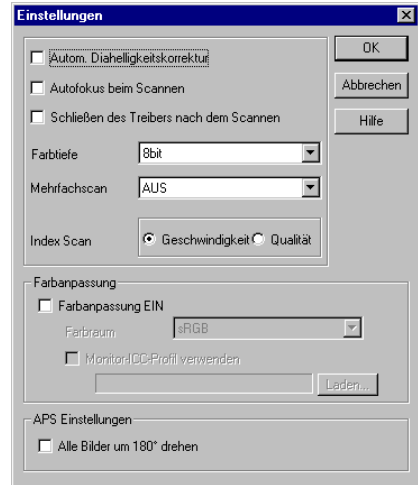 Einstellungen
Autom. Diahelligkeitskorrektur
OK
Autofokus beim Scannen
Abbrechen
Schließen des Treibers nach dem Scannen
Hilfe
Farbtiefe 8bit
Mehrfachscan AUS
Index Scan Geschwindigkeit Qualität
Farbanpassung
Farbanpassung EIN
Farbraum sRGB
Monitor-ICC-Profil verwenden
Laden...
APS Einstellungen
Alle Bilder um 180° drehen